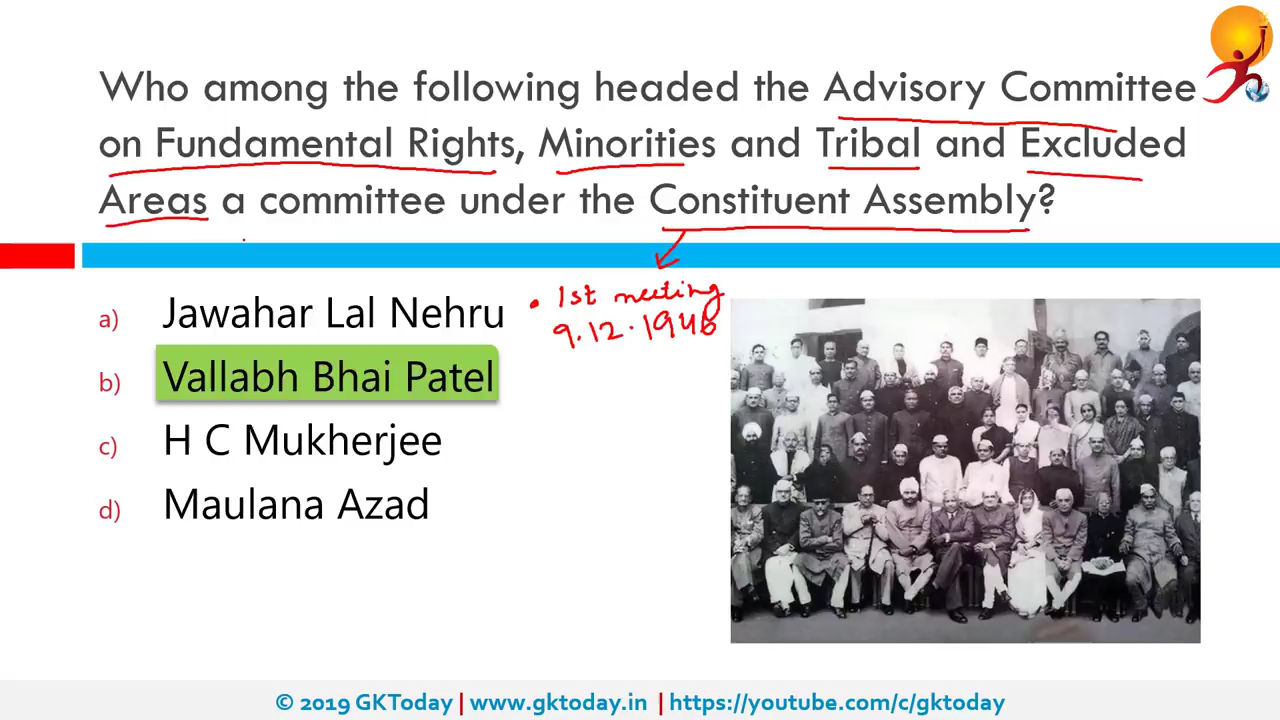 Who among the following headed the Advisory Committee
on Fundamental Rights, Minorities and Tribal and Excluded
Areas a committee under the Constituent Assembly?
a) Jawahar Lal Nehru
b) Vallabh Bhai Patel
c) H C Mukherjee
d) Maulana Azad
• 1st meeting
9.12.1946
© 2019 GKToday | www.gktoday.in | https://youtube.com/c/gktoday